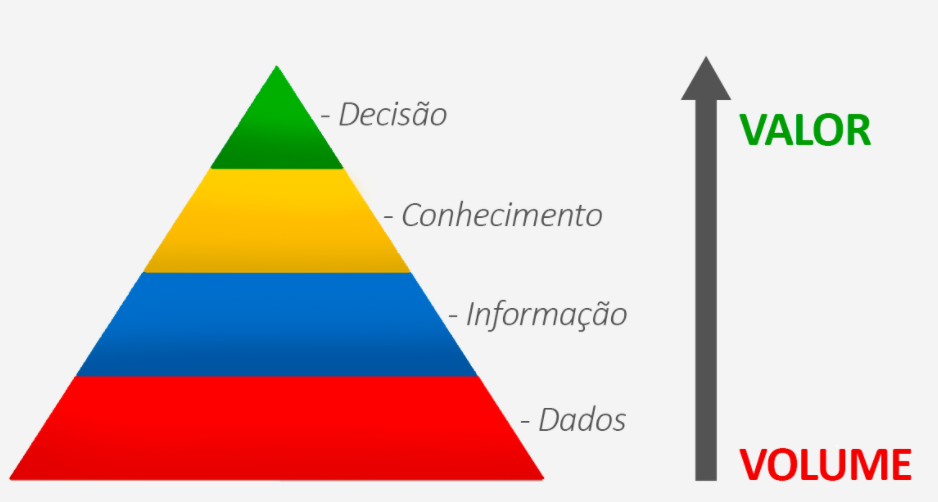 - Decisão
VALOR
- Conhecimento
- Informação
- Dados
VOLUME